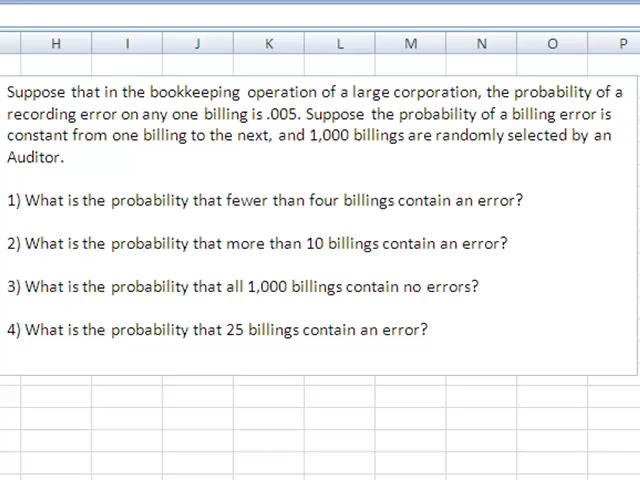 H I J K L M N O P
Suppose that in the bookkeeping operation of a large corporation, the probability of a
recording error on any one billing is .005. Suppose the probability of a billing error is
constant from one billing to the next, and 1,000 billings are randomly selected by an
Auditor.
1) What is the probability that fewer than four billings contain an error?
2) What is the probability that more than 10 billings contain an error?
3) What is the probability that all 1,000 billings contain no errors?
4) What is the probability that 25 billings contain an error?